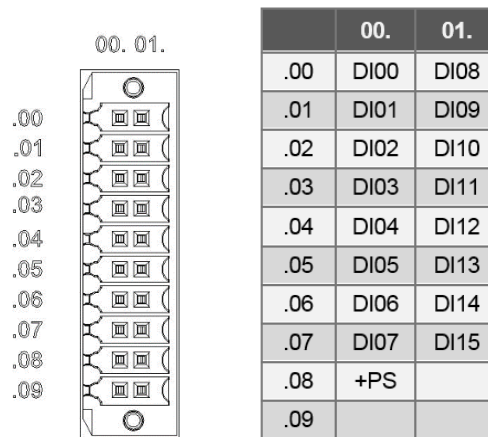 00. 01.
.00
.01
.02
.03
.04
.05
.06
.07
.08
.09
00. 01.
.00 DI00 DI08
.01 DI01 DI09
.02 DI02 DI10
.03 DI03 DI11
.04 DI04 DI12
.05 DI05 DI13
.06 DI06 DI14
.07 DI07 DI15
.08 +PS
.09